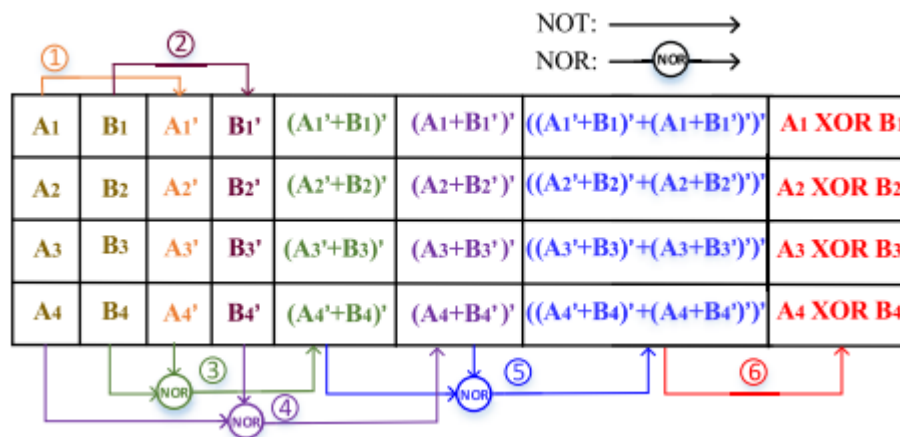 NOT:
NOR: NOR
① ②
A1 B1 A1' B1' (A1'+B1)' (A1+B1')' ((A1'+B1)'+(A1+B1')')' A1 XOR B1
A2 B2 A2' B2' (A2'+B2)' (A2+B2')' ((A2'+B2)'+(A2+B2')')' A2 XOR B2
A3 B3 A3' B3' (A3'+B3)' (A3+B3')' ((A3'+B3)'+(A3+B3')')' A3 XOR B3
A4 B4 A4' B4' (A4'+B4)' (A4+B4')' ((A4'+B4)'+(A4+B4')')' A4 XOR B4
NOR ③ NOR ⑤ ⑥
NOR ④